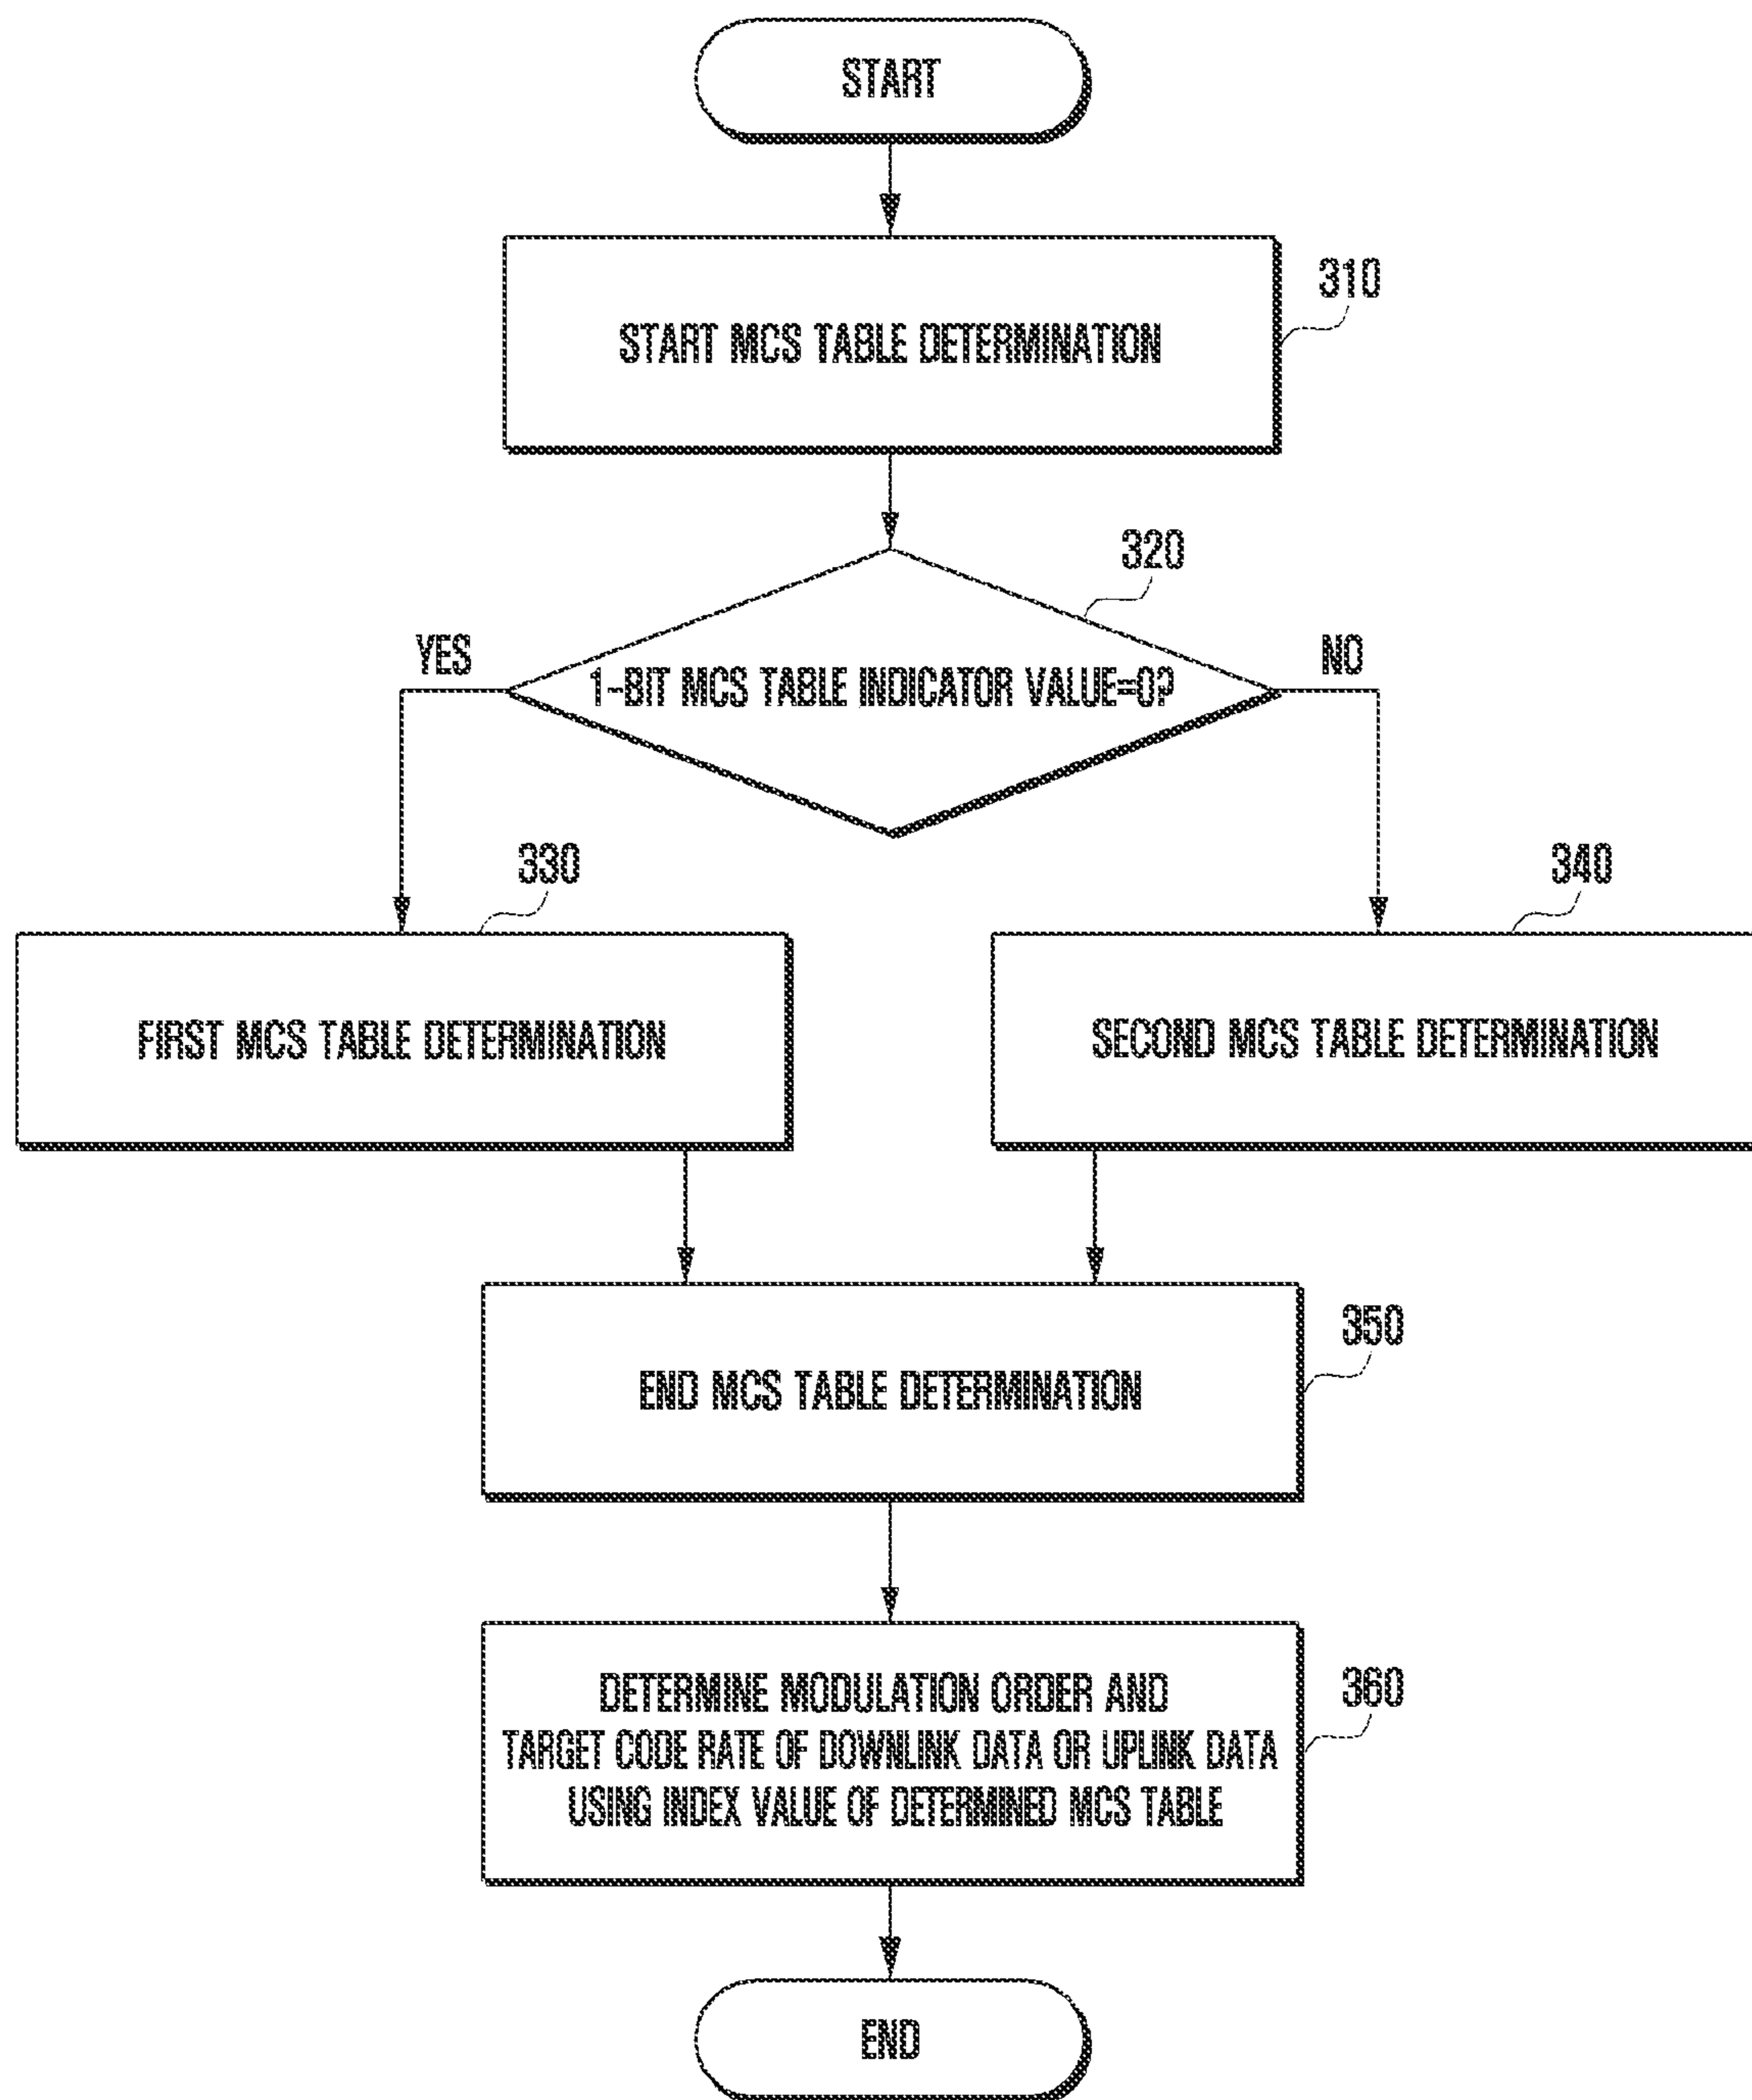 START
310
START MCS TABLE DETERMINATION
320
YES
NO
1-BIT MCS TABLE INDICATOR VALUE=0?
330
340
FIRST MCS TABLE DETERMINATION
SECOND MCS TABLE DETERMINATION
350
END MCS TABLE DETERMINATION
360
DETERMINE MODULATION ORDER AND
TARGET CODE RATE OF DOWNLINK DATA OR UPLINK DATA
USING INDEX VALUE OF DETERMINED MCS TABLE
END